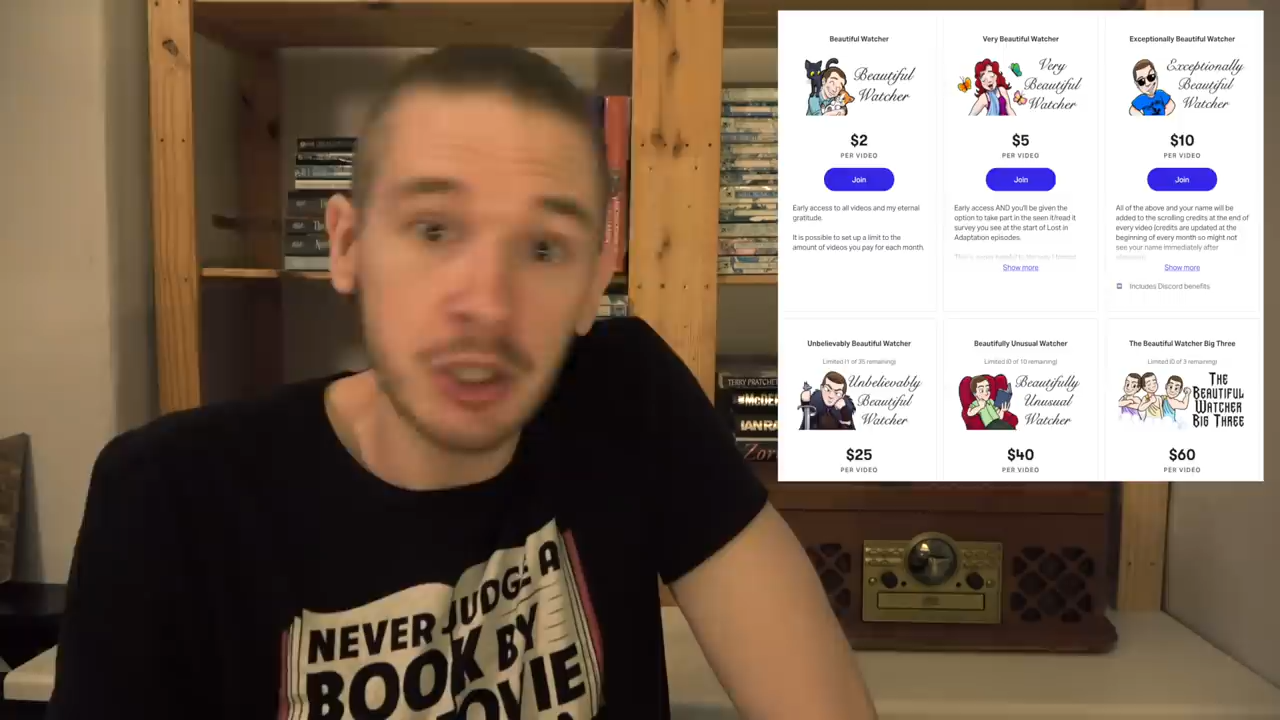 Beautiful Watcher
Beautiful
Watcher
$2
PER VIDEO
Join
Early access to all videos and my eternal
gratitude.
It is possible to set up a limit to the
amount of videos you pay for each month.
Very Beautiful Watcher
Very
Beautiful
Watcher
$5
PER VIDEO
Join
Early access AND you'll be given the
option to take part in the seen it/read it
survey you see at the start of Lost in
Adaptation episodes.
Show more
Exceptionally Beautiful Watcher
Exceptionally
Beautiful
Watcher
$10
PER VIDEO
Join
All of the above and your name will be
added to the scrolling credits at the end of
every video (credits are updated at the
beginning of every month so might not
see your name immediately after
Show more
Includes Discord benefits
Unbelievably Beautiful Watcher
Limited (1 of 35 remaining)
Unbelievably
Beautiful
Watcher
$25
PER VIDEO
Beautifully Unusual Watcher
Limited (0 of 10 remaining)
Beautifully
Unusual
Watcher
$40
PER VIDEO
The Beautiful Watcher Big Three
Limited (0 of 3 remaining)
THE
BEAUTIFUL
WATCHER
BIG THREE
$60
PER VIDEO
TERRY PRATCHE
McDE
IAN RA
Zor
NEVER JUDGE A
BOOK BY
OVIE